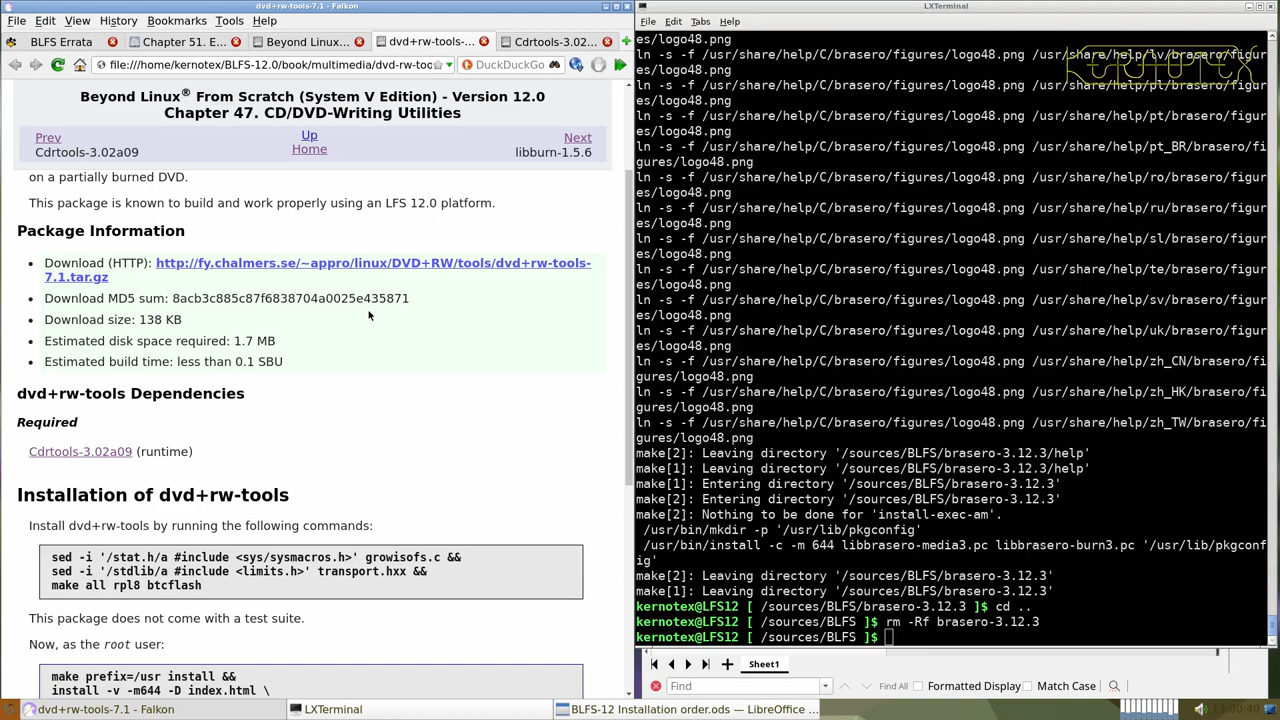 dvd+rw-tools-7.1 - Falkon
File Edit View History Bookmarks Tools Help
BLFS Errata
Chapter 51. E...
Beyond Linux...
dvd+rw-tools-...
Cdrtools-3.02...
file:///home/kernotex/BLFS-12.0/book/multimedia/dvd-rw-too
DuckDuckGo
Beyond Linux® From Scratch (System V Edition) - Version 12.0
Chapter 47. CD/DVD-Writing Utilities
Prev
Up
Next
Cdrtools-3.02a09
Home
libburn-1.5.6
on a partially burned DVD.
This package is known to build and work properly using an LFS 12.0 platform.
Package Information
• Download (HTTP): http://fy.chalmers.se/~appro/linux/DVD+RW/tools/dvd+rw-tools-
7.1.tar.gz
• Download MD5 sum: 8acb3c885c87f6838704a0025e435871
• Download size: 138 KB
• Estimated disk space required: 1.7 MB
• Estimated build time: less than 0.1 SBU
dvd+rw-tools Dependencies
Required
Cdrtools-3.02a09 (runtime)
Installation of dvd+rw-tools
Install dvd+rw-tools by running the following commands:
sed -i '/stat.h/a #include <sys/sysmacros.h>' growisofs.c &&
sed -i '/stdlib/a #include <limits.h>' transport.hxx &&
make all rpl8 btcflash
This package does not come with a test suite.
Now, as the root user:
make prefix=/usr install &&
install -v -m644 -D index.html \
LXTerminal
File Edit Tabs Help
es/logo48.png
ln -s -f /usr/share/help/C/brasero/figures/logo48.png /usr/share/help/
es/logo48.png
ln -s -f /usr/share/help/C/brasero/figures/logo48.png /usr/share/help/pl/brasero/figur
es/logo48.png
ln -s -f /usr/share/help/C/brasero/figures/logo48.png /usr/share/help/pt/brasero/figur
es/logo48.png
ln -s -f /usr/share/help/C/brasero/figures/logo48.png /usr/share/help/pt_BR/brasero/fi
gures/logo48.png
ln -s -f /usr/share/help/C/brasero/figures/logo48.png /usr/share/help/ro/brasero/figur
es/logo48.png
ln -s -f /usr/share/help/C/brasero/figures/logo48.png /usr/share/help/ru/brasero/figur
es/logo48.png
ln -s -f /usr/share/help/C/brasero/figures/logo48.png /usr/share/help/sl/brasero/figur
es/logo48.png
ln -s -f /usr/share/help/C/brasero/figures/logo48.png /usr/share/help/te/brasero/figur
es/logo48.png
ln -s -f /usr/share/help/C/brasero/figures/logo48.png /usr/share/help/sv/brasero/figur
es/logo48.png
ln -s -f /usr/share/help/C/brasero/figures/logo48.png /usr/share/help/uk/brasero/figur
es/logo48.png
ln -s -f /usr/share/help/C/brasero/figures/logo48.png /usr/share/help/zh_CN/brasero/fi
gures/logo48.png
ln -s -f /usr/share/help/C/brasero/figures/logo48.png /usr/share/help/zh_HK/brasero/fi
gures/logo48.png
ln -s -f /usr/share/help/C/brasero/figures/logo48.png /usr/share/help/zh_TW/brasero/fi
gures/logo48.png
make[2]: Leaving directory '/sources/BLFS/brasero-3.12.3/help'
make[1]: Leaving directory '/sources/BLFS/brasero-3.12.3/help'
make[1]: Entering directory '/sources/BLFS/brasero-3.12.3'
make[2]: Entering directory '/sources/BLFS/brasero-3.12.3'
make[2]: Nothing to be done for 'install-exec-am'.
/usr/bin/mkdir -p '/usr/lib/pkgconfig'
/usr/bin/install -c -m 644 libbrasero-media3.pc libbrasero-burn3.pc '/usr/lib/pkgconf
ig'
make[2]: Leaving directory '/sources/BLFS/brasero-3.12.3'
make[1]: Leaving directory '/sources/BLFS/brasero-3.12.3'
kernotex@LFS12 [ /sources/BLFS/brasero-3.12.3 ]$ cd ..
kernotex@LFS12 [ /sources/BLFS ]$ rm -Rf brasero-3.12.3
kernotex@LFS12 [ /sources/BLFS ]$
Sheet1
Find
Find All
Formatted Display
Match Case
dvd+rw-tools-7.1 - Falkon
LXTerminal
BLFS-12 Installation order.ods — LibreOffice ...
13:00:40